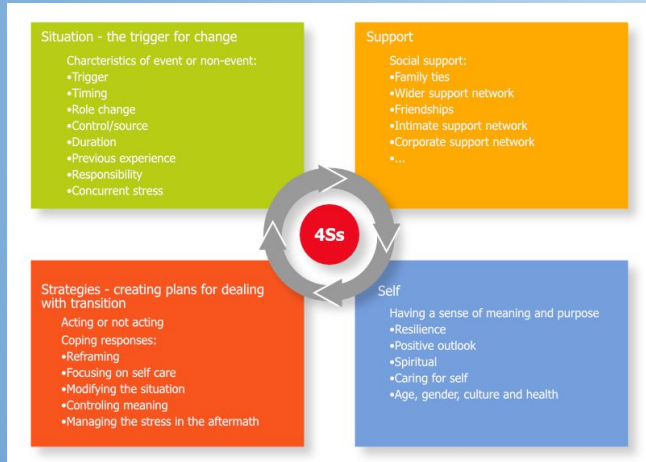 Situation - the trigger for change
Charcteristics of event or non-event:
•Trigger
•Timing
•Role change
•Control/source
•Duration
•Previous experience
•Responsibility
•Concurrent stress
Support
Social support:
•Family ties
•Wider support network
•Friendships
•Intimate support network
•Corporate support network
•...
4Ss
Strategies - creating plans for dealing
with transition
Acting or not acting
Coping responses:
•Reframing
•Focusing on self care
•Modifying the situation
•Controling meaning
•Managing the stress in the aftermath
Self
Having a sense of meaning and purpose
•Resilience
•Positive outlook
•Spiritual
•Caring for self
•Age, gender, culture and health